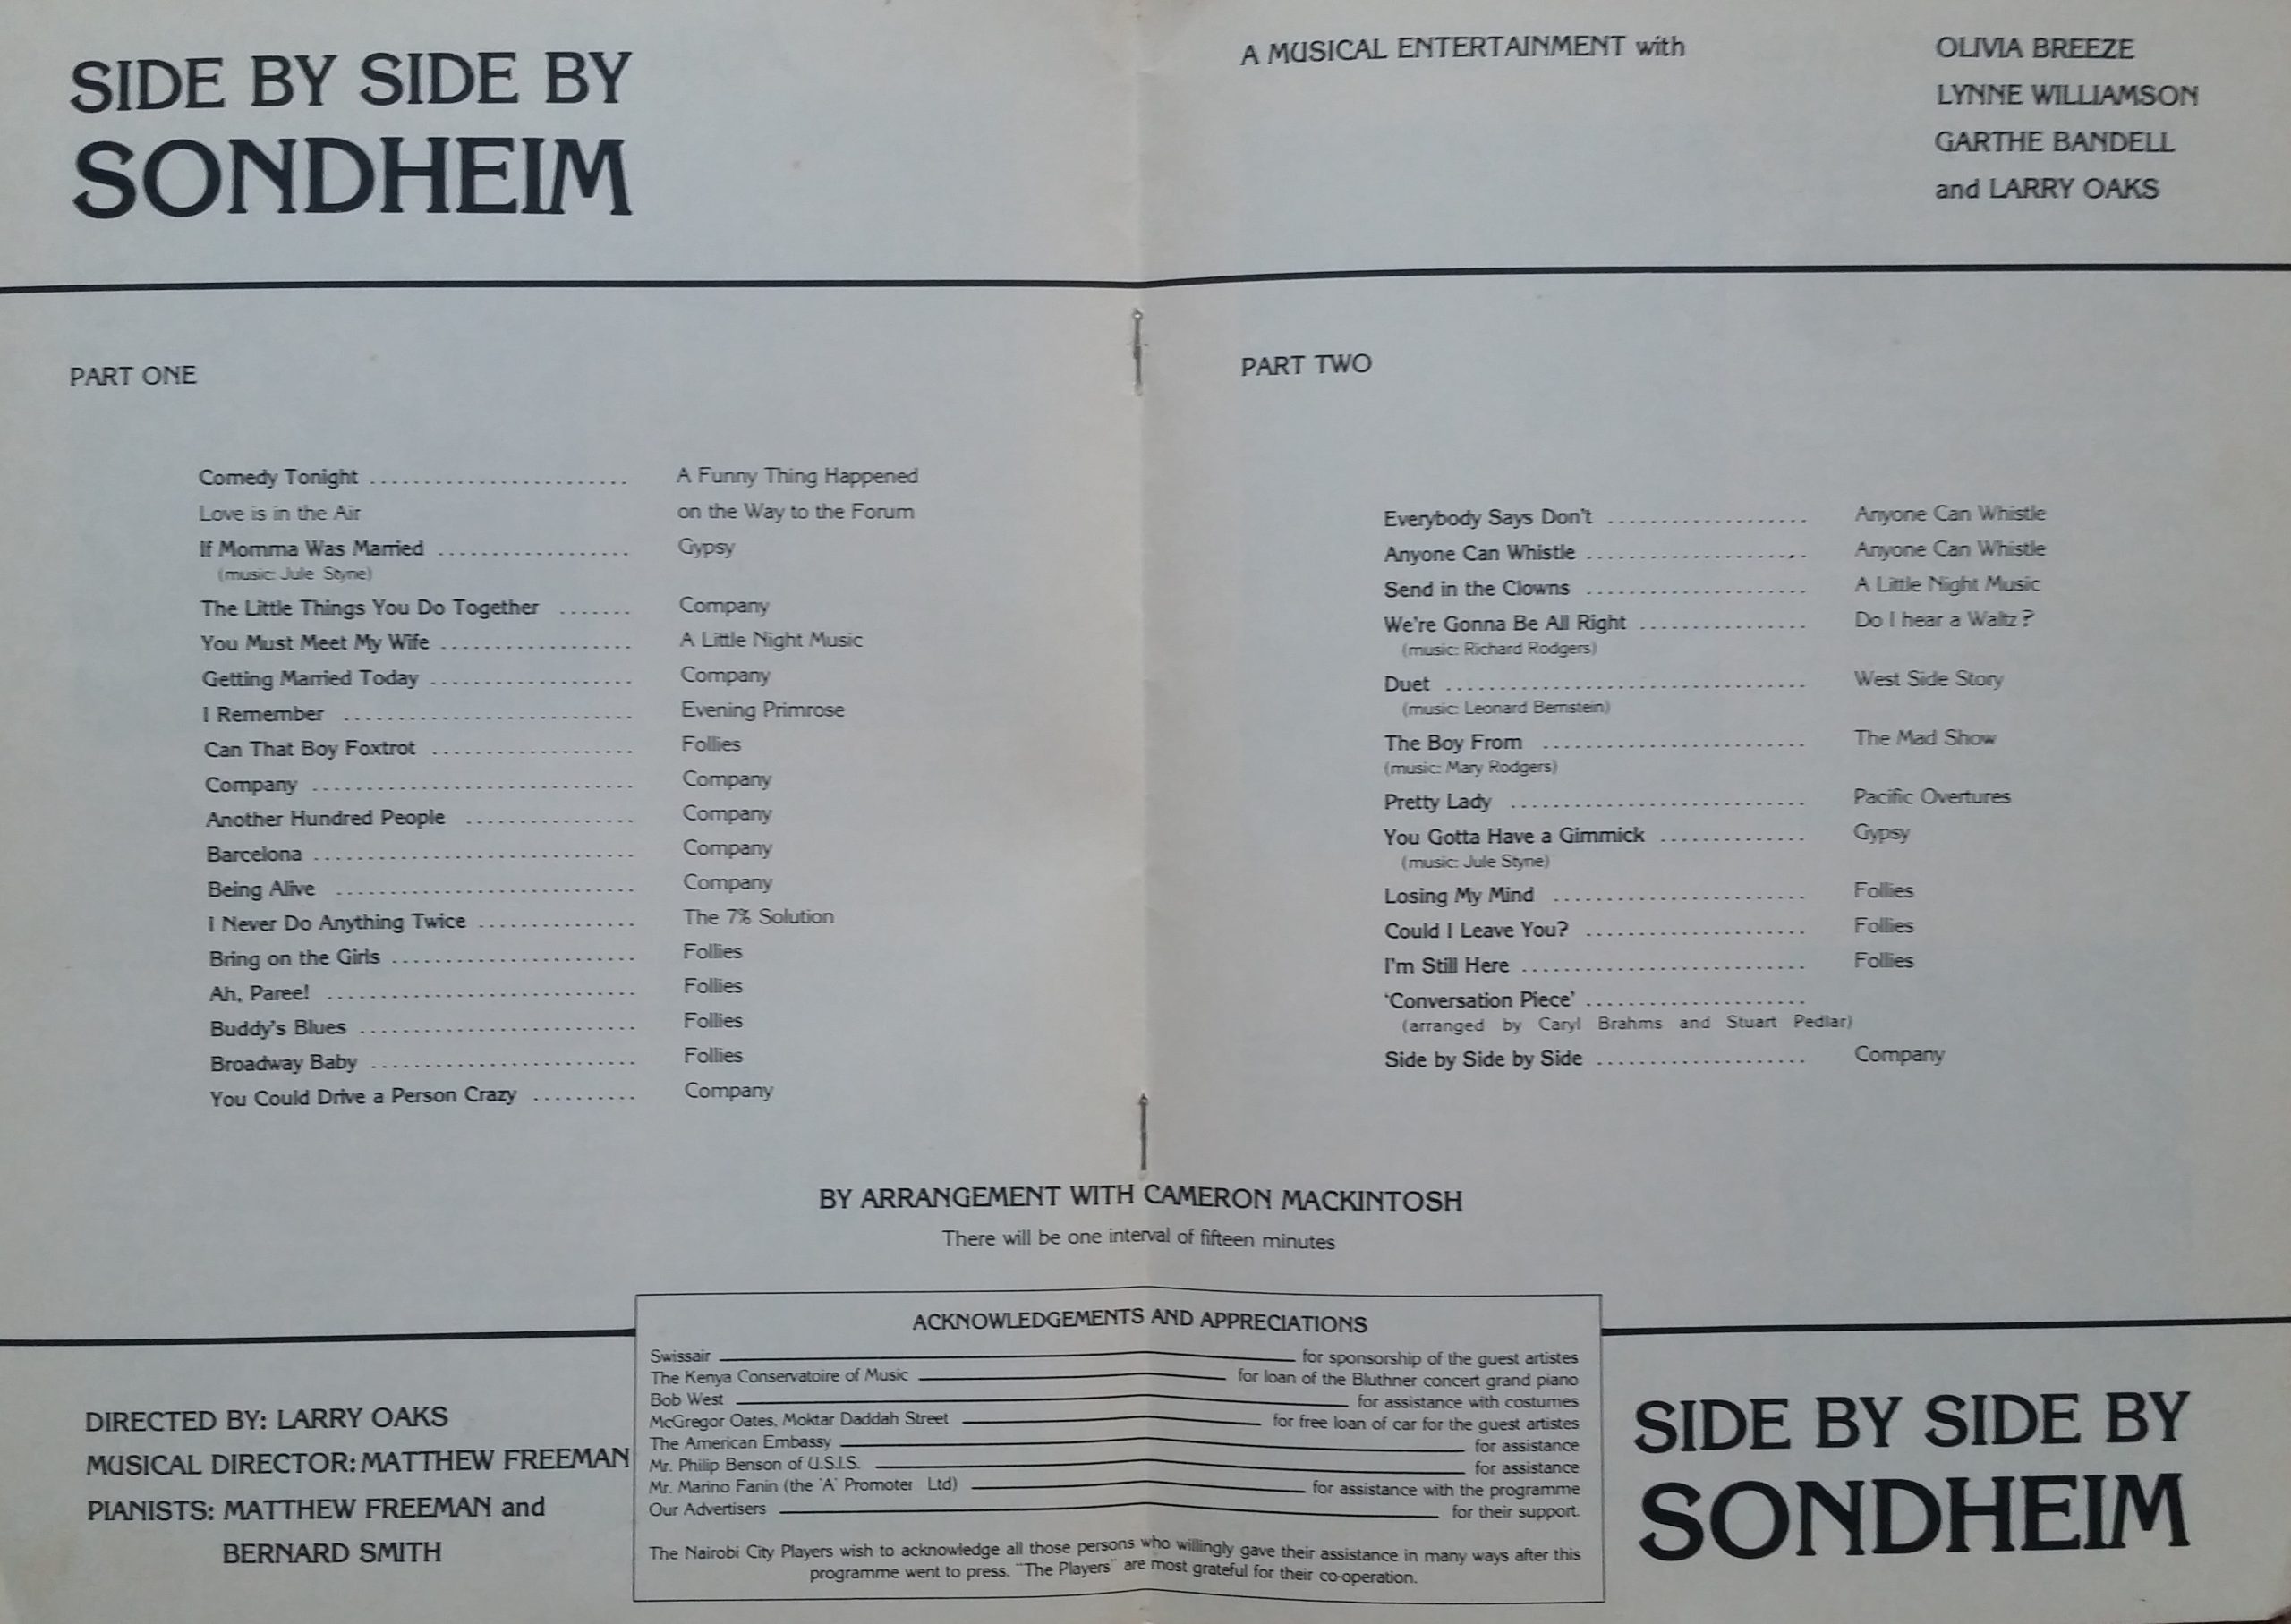 SIDE BY SIDE BY
SONDHEIM
A MUSICAL ENTERTAINMENT with
OLIVIA BREEZE
LYNNE WILLIAMSON
GARTHE BANDELL
and LARRY OAKS
PART ONE
Comedy Tonight ........................ A Funny Thing Happened
Love is in the Air on the Way to the Forum
If Momma Was Married .................. Gypsy
(music: Jule Styne)
The Little Things You Do Together ....... Company
You Must Meet My Wife .................. A Little Night Music
Getting Married Today ................... Company
I Remember ........................... Evening Primrose
Can That Boy Foxtrot ................... Follies
Company .............................. Company
Another Hundred People ................ Company
Barcelona .............................. Company
Being Alive ............................ Company
I Never Do Anything Twice ............... The 7% Solution
Bring on the Girls ....................... Follies
Ah, Paree! ............................. Follies
Buddy's Blues .......................... Follies
Broadway Baby ......................... Follies
You Could Drive a Person Crazy .......... Company
PART TWO
Everybody Says Don't ................... Anyone Can Whistle
Anyone Can Whistle ..................... Anyone Can Whistle
Send in the Clowns ..................... A Little Night Music
We're Gonna Be All Right ................ Do I hear a Waltz?
(music: Richard Rodgers)
Duet .................................. West Side Story
(music: Leonard Bernstein)
The Boy From ......................... The Mad Show
(music: Mary Rodgers)
Pretty Lady ............................ Pacific Overtures
You Gotta Have a Gimmick .............. Gypsy
(music: Jule Styne)
Losing My Mind ........................ Follies
Could I Leave You? ..................... Follies
I'm Still Here ........................... Follies
'Conversation Piece' .....................
(arranged by Caryl Brahms and Stuart Pedlar)
Side by Side by Side .................... Company
BY ARRANGEMENT WITH CAMERON MACKINTOSH
There will be one interval of fifteen minutes
DIRECTED BY: LARRY OAKS
MUSICAL DIRECTOR: MATTHEW FREEMAN
PIANISTS: MATTHEW FREEMAN and
BERNARD SMITH
ACKNOWLEDGEMENTS AND APPRECIATIONS
Swissair for sponsorship of the guest artistes
The Kenya Conservatoire of Music for loan of the Bluthner concert grand piano
Bob West for assistance with costumes
McGregor Oates, Moktar Daddah Street for free loan of car for the guest artistes
The American Embassy for assistance
Mr. Philip Benson of U.S.I.S. for assistance
Mr. Marino Fanin (the 'A' Promoter Ltd) for assistance with the programme
Our Advertisers for their support.
The Nairobi City Players wish to acknowledge all those persons who willingly gave their assistance in many ways after this
programme went to press. "The Players" are most grateful for their co-operation.
SIDE BY SIDE BY
SONDHEIM